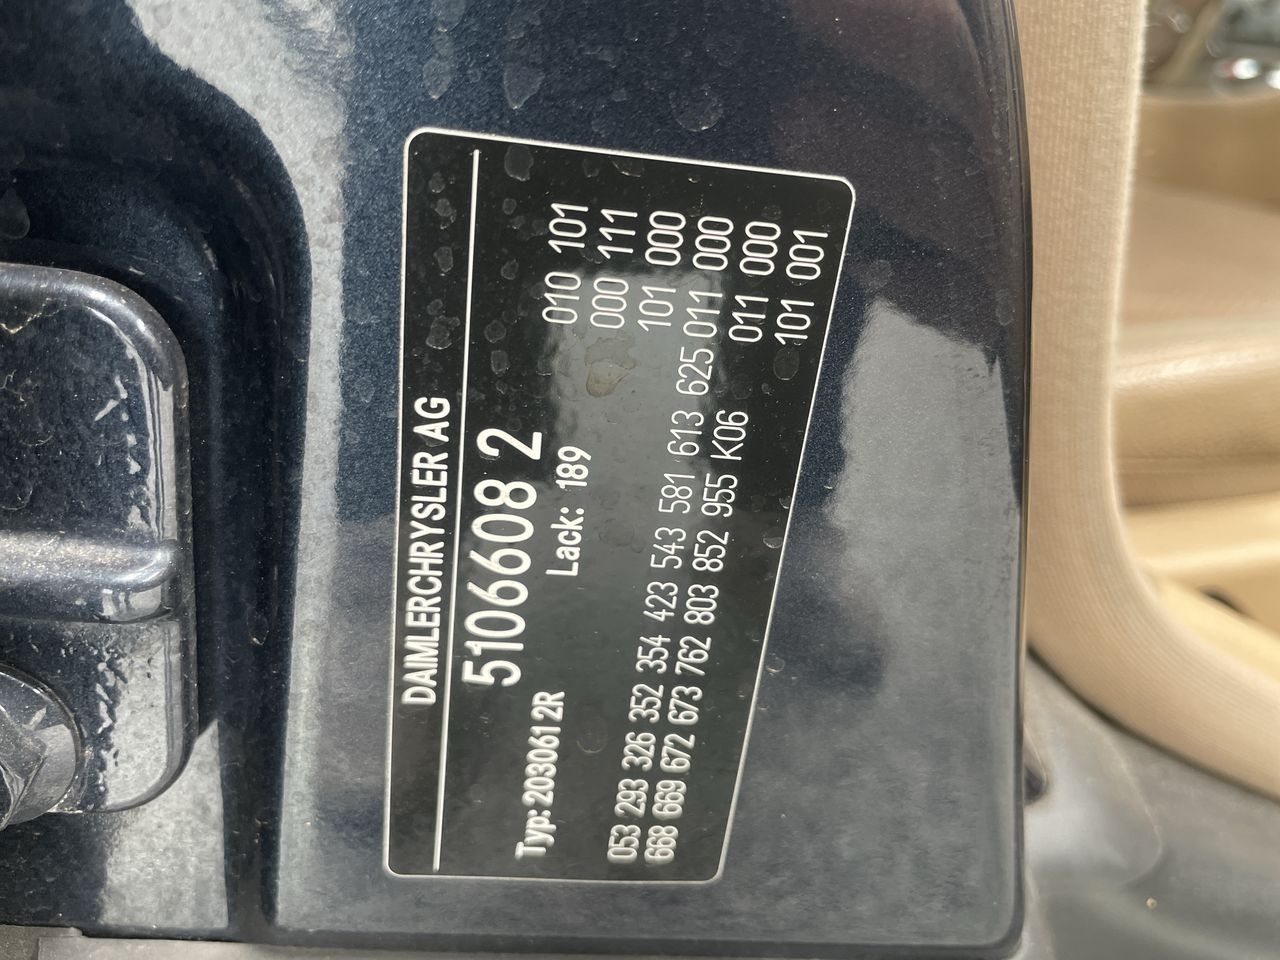 DAIMLERCHRYSLER AG
5106608 2
Typ:2030612R Lack: 189 010 101
000 111
101 000
053 293 326 352 354 423 543 581 613 625 011 000
668 669 672 673 762 803 852 955 K06 011 000
101 001